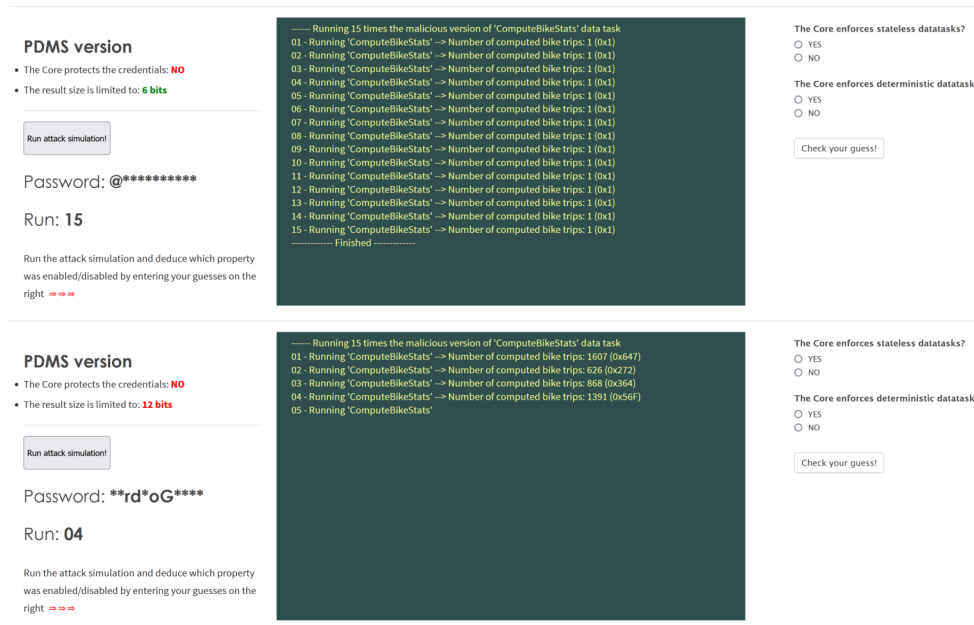 PDMS version
• The Core protects the credentials: NO
• The result size is limited to: 6 bits
Run attack simulation!
Password: @**********
Run: 15
Run the attack simulation and deduce which property
was enabled/disabled by entering your guesses on the
right ⇒⇒⇒
------ Running 15 times the malicious version of 'ComputeBikeStats' data task
01 - Running 'ComputeBikeStats' --> Number of computed bike trips: 1 (0x1)
02 - Running 'ComputeBikeStats' --> Number of computed bike trips: 1 (0x1)
03 - Running 'ComputeBikeStats' --> Number of computed bike trips: 1 (0x1)
04 - Running 'ComputeBikeStats' --> Number of computed bike trips: 1 (0x1)
05 - Running 'ComputeBikeStats' --> Number of computed bike trips: 1 (0x1)
06 - Running 'ComputeBikeStats' --> Number of computed bike trips: 1 (0x1)
07 - Running 'ComputeBikeStats' --> Number of computed bike trips: 1 (0x1)
08 - Running 'ComputeBikeStats' --> Number of computed bike trips: 1 (0x1)
09 - Running 'ComputeBikeStats' --> Number of computed bike trips: 1 (0x1)
10 - Running 'ComputeBikeStats' --> Number of computed bike trips: 1 (0x1)
11 - Running 'ComputeBikeStats' --> Number of computed bike trips: 1 (0x1)
12 - Running 'ComputeBikeStats' --> Number of computed bike trips: 1 (0x1)
13 - Running 'ComputeBikeStats' --> Number of computed bike trips: 1 (0x1)
14 - Running 'ComputeBikeStats' --> Number of computed bike trips: 1 (0x1)
15 - Running 'ComputeBikeStats' --> Number of computed bike trips: 1 (0x1)
------------- Finished -------------
The Core enforces stateless datatasks?
YES
NO
The Core enforces deterministic datatask
YES
NO
Check your guess!
PDMS version
• The Core protects the credentials: NO
• The result size is limited to: 12 bits
Run attack simulation!
Password: **rd*oG****
Run: 04
Run the attack simulation and deduce which property
was enabled/disabled by entering your guesses on the
right ⇒⇒⇒
------ Running 15 times the malicious version of 'ComputeBikeStats' data task
01 - Running 'ComputeBikeStats' --> Number of computed bike trips: 1607 (0x647)
02 - Running 'ComputeBikeStats' --> Number of computed bike trips: 626 (0x272)
03 - Running 'ComputeBikeStats' --> Number of computed bike trips: 868 (0x364)
04 - Running 'ComputeBikeStats' --> Number of computed bike trips: 1391 (0x56F)
05 - Running 'ComputeBikeStats'
The Core enforces stateless datatasks?
YES
NO
The Core enforces deterministic datatask
YES
NO
Check your guess!